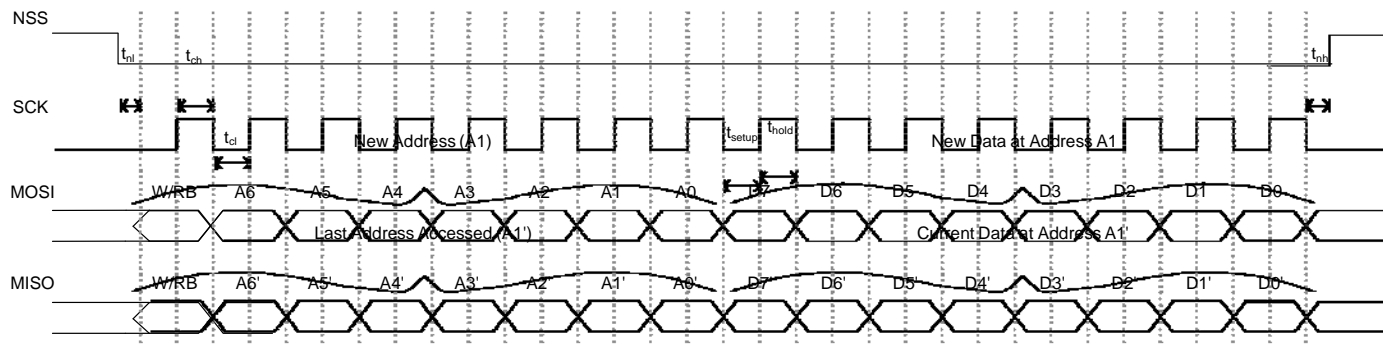 NSS
tnl tch tnh
SCK
tcl New Address (A1) tsetup thold New Data at Address A1
MOSI W/RB A6 A5 A4 A3 A2 A1 A0 D7 D6 D5 D4 D3 D2 D1 D0
Last Address Accessed (A1') Current Data at Address A1'
MISO W/RB A6' A5' A4' A3' A2' A1' A0' D7' D6' D5' D4' D3' D2' D1' D0'